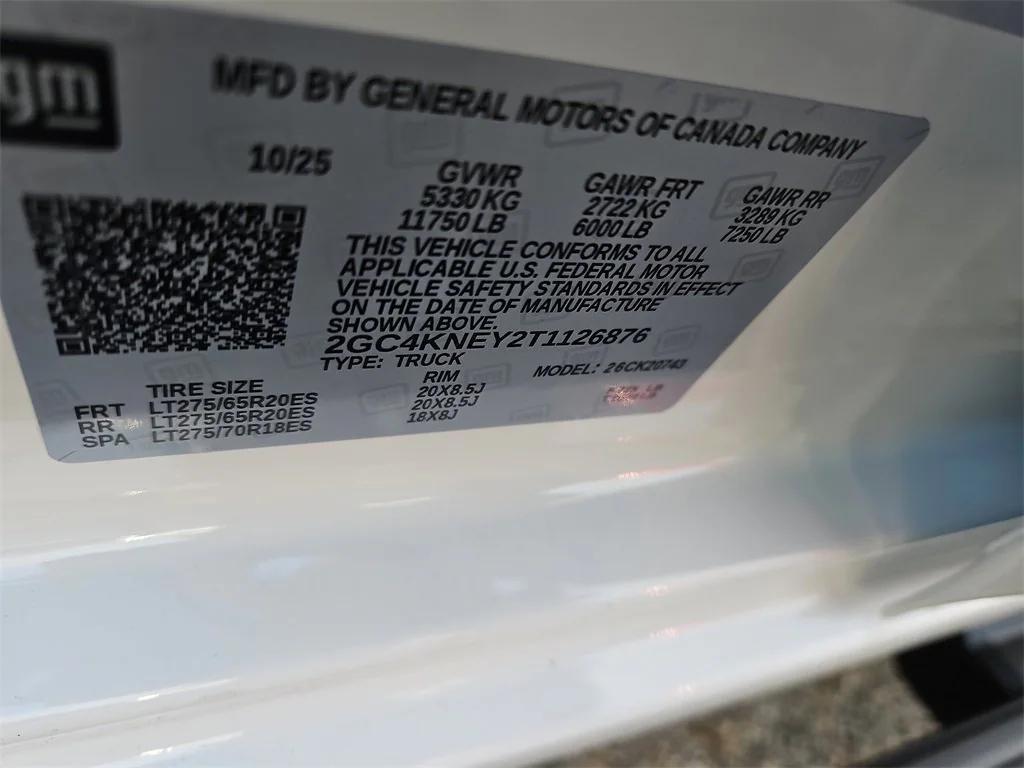 gm
MFD BY GENERAL MOTORS OF CANADA COMPANY
10/25 GVWR GAWR FRT GAWR RR
5330 KG 2722 KG 3289 KG
11750 LB 6000 LB 7250 LB
THIS VEHICLE CONFORMS TO ALL
APPLICABLE U.S. FEDERAL MOTOR
VEHICLE SAFETY STANDARDS IN EFFECT
ON THE DATE OF MANUFACTURE
SHOWN ABOVE.
2GC4KNEY2T1126876
TYPE: TRUCK MODEL: 26CK20743
TIRE SIZE RIM
FRT LT275/65R20ES 20X8.5J
RR LT275/65R20ES 20X8.5J
SPA LT275/70R18ES 18X8J